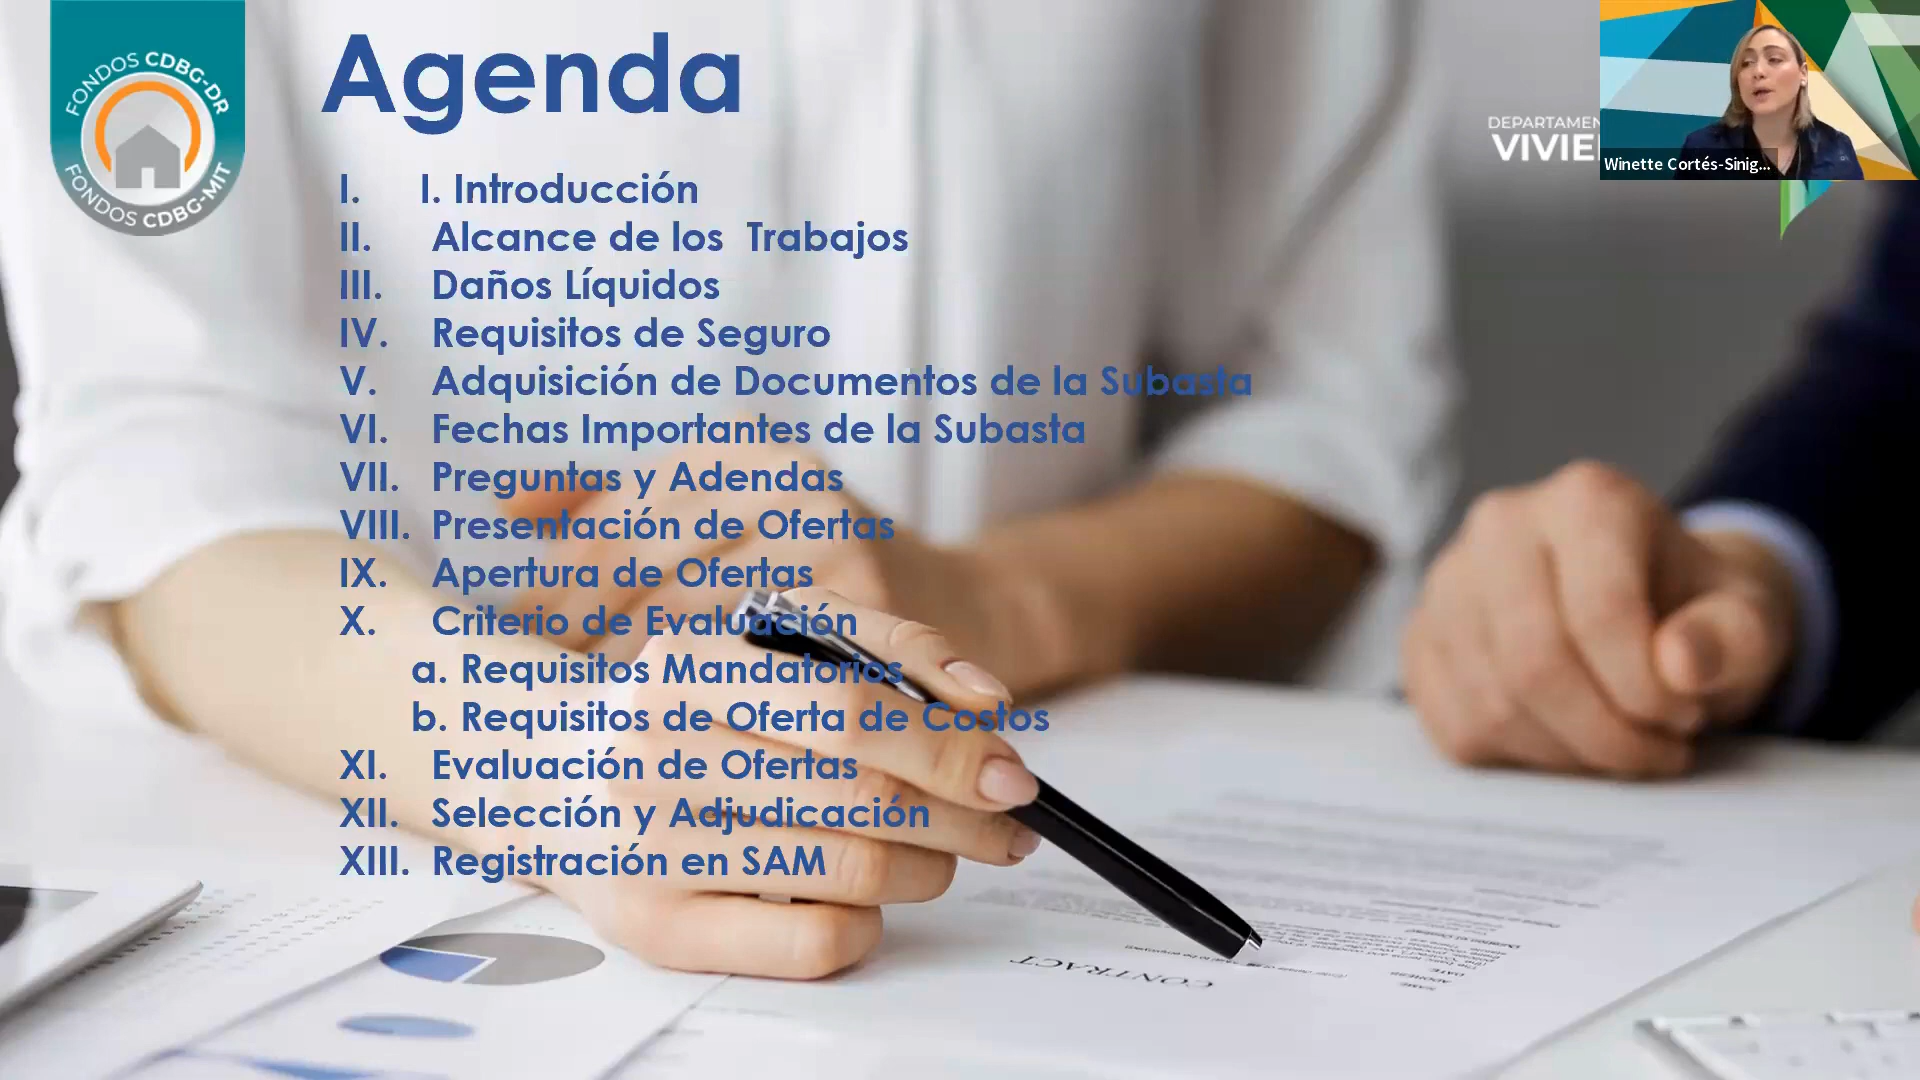 FONDOS CDBG-DR
FONDOS CDBG-MIT
Agenda
DEPARTAMEN
VIVIE
Winette Cortés-Sinig...
I. I. Introducción
II. Alcance de los Trabajos
III. Daños Líquidos
IV. Requisitos de Seguro
V. Adquisición de Documentos de la Subasta
VI. Fechas Importantes de la Subasta
VII. Preguntas y Adendas
VIII. Presentación de Ofertas
IX. Apertura de Ofertas
X. Criterio de Evaluación
a. Requisitos Mandatorios
b. Requisitos de Oferta de Costos
XI. Evaluación de Ofertas
XII. Selección y Adjudicación
XIII. Registración en SAM
CONTRACT
NAME
ADDRESS
DATE